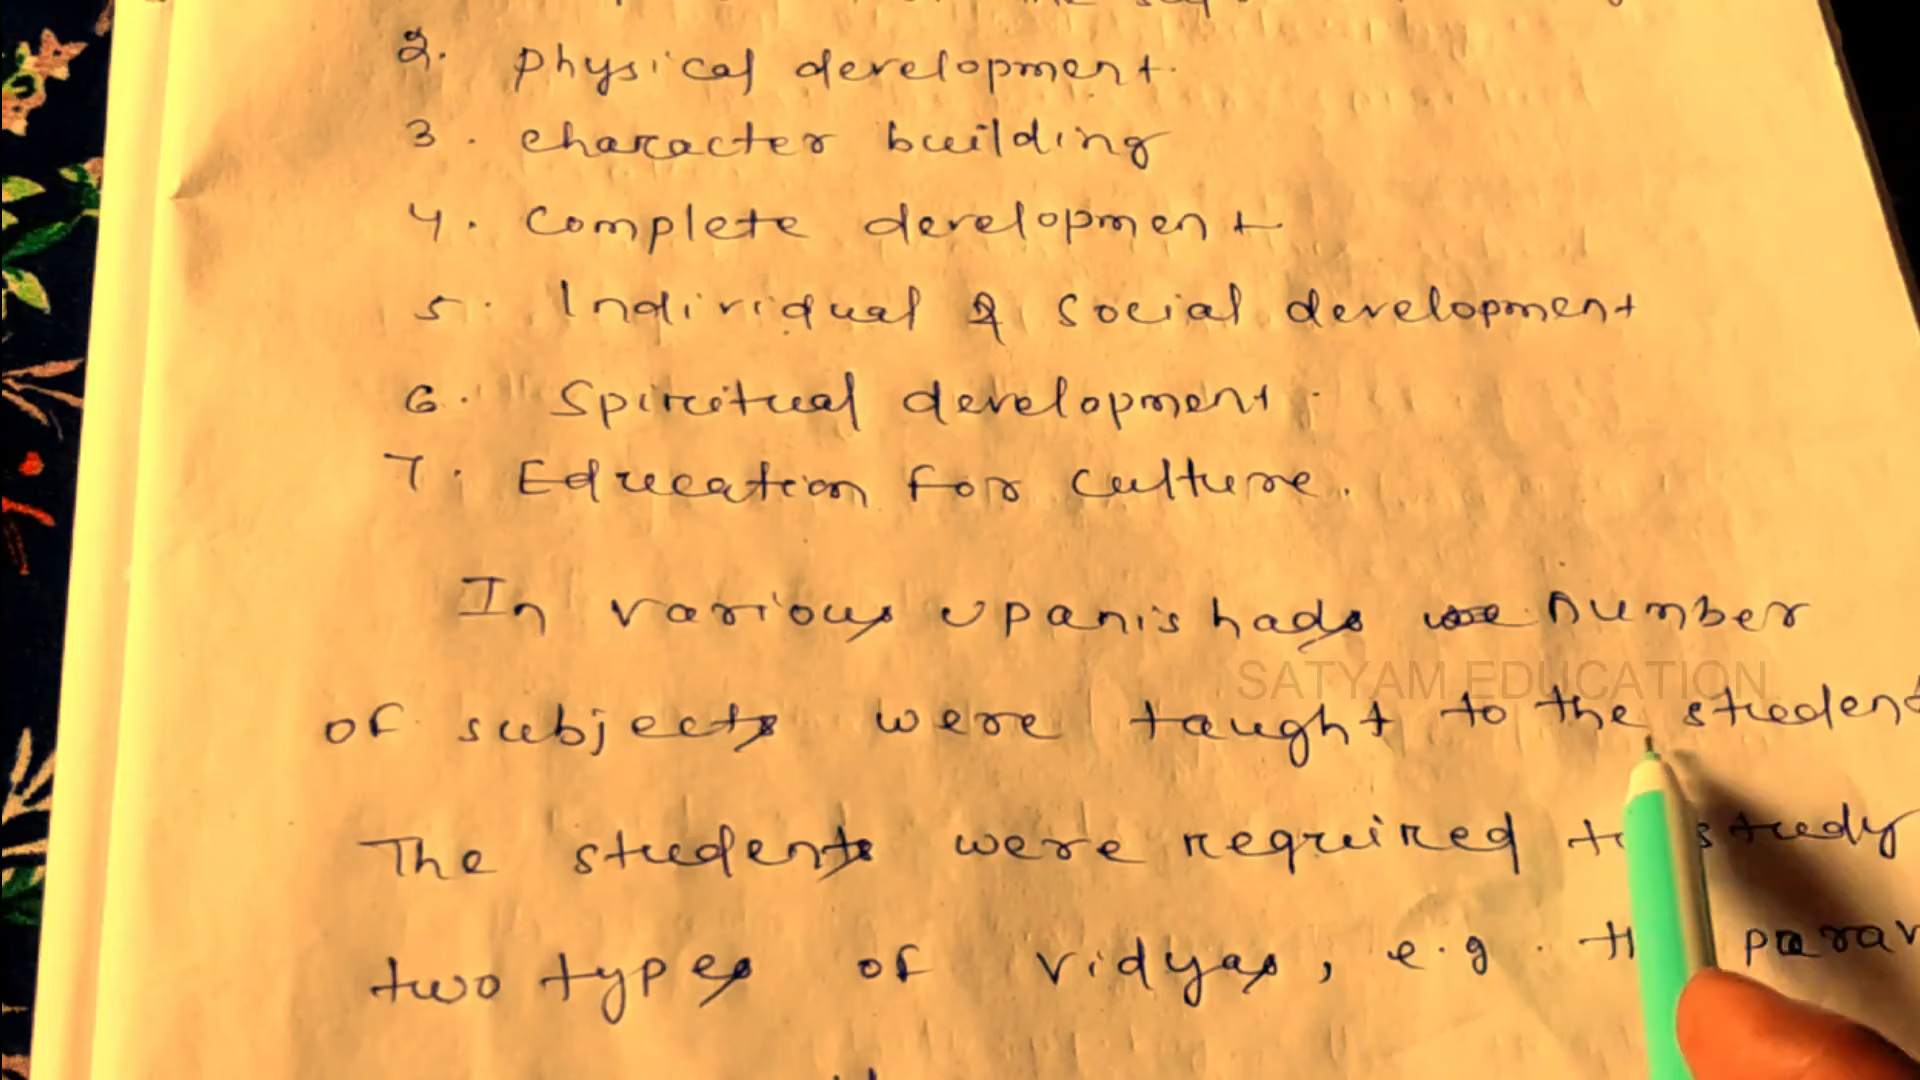 2. Physical development.
3. character building
4. Complete development
5. Individual & Social development
6. Spiritual development.
7. Education for culture.
In various upanishads number
SATYAM EDUCATION
of subjects were taught to the student
The students were required to study
two types of vidyas, e.g.